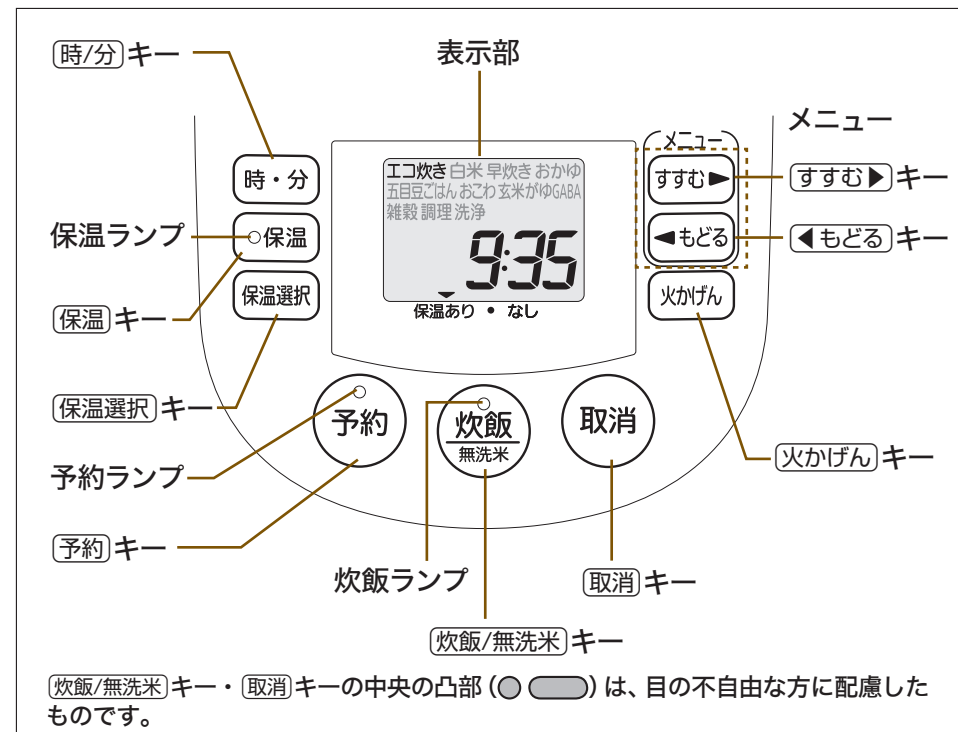 時/分キー
表示部
メニュー
メニュー
エコ炊き 白米 早炊き おかゆ
五目豆ごはん おこわ 玄米がゆGABA
雑穀 調理 洗浄
9:35
保温あり • なし
時・分
保温
保温選択
すすむ▶
◀もどる
火かげん
すすむ▶キー
◀もどるキー
保温ランプ
保温キー
保温選択キー
予約
炊飯
無洗米
取消
予約ランプ
火かげんキー
予約キー
炊飯ランプ
取消キー
炊飯/無洗米キー
炊飯/無洗米キー・取消キーの中央の凸部( )は、目の不自由な方に配慮した
ものです。